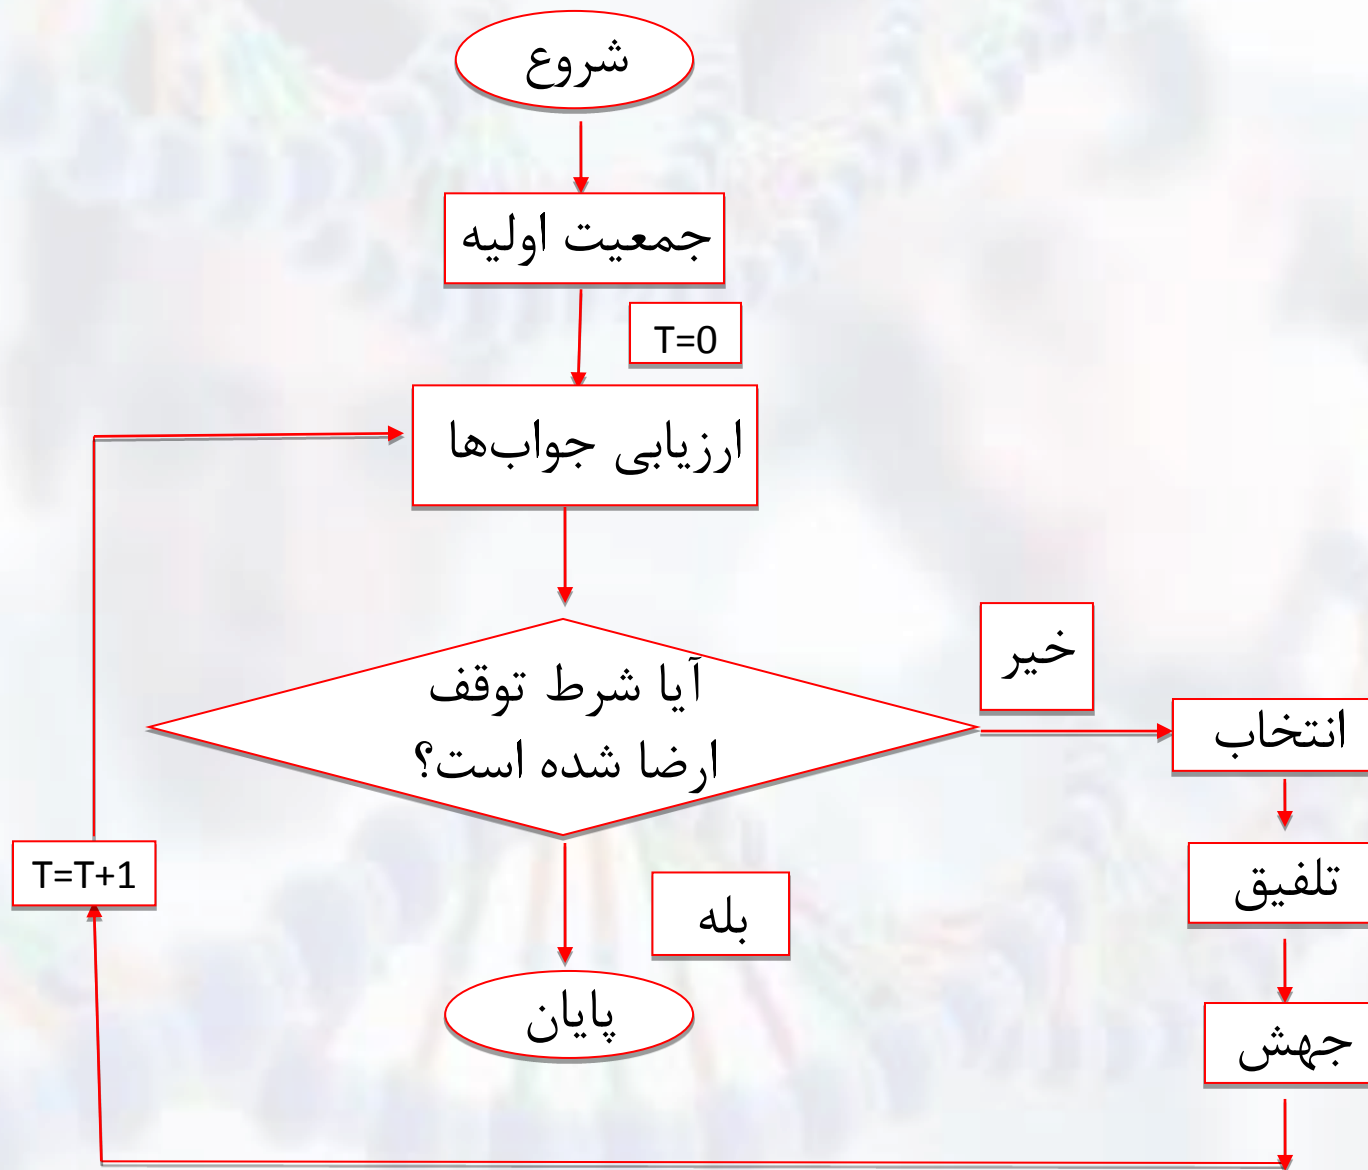 شروع
جمعیت اولیه
T=0
ارزیابی جواب‌ها
آیا شرط توقف
ارضا شده است؟
خیر
انتخاب
تلفیق
جهش
T=T+1
بله
پایان